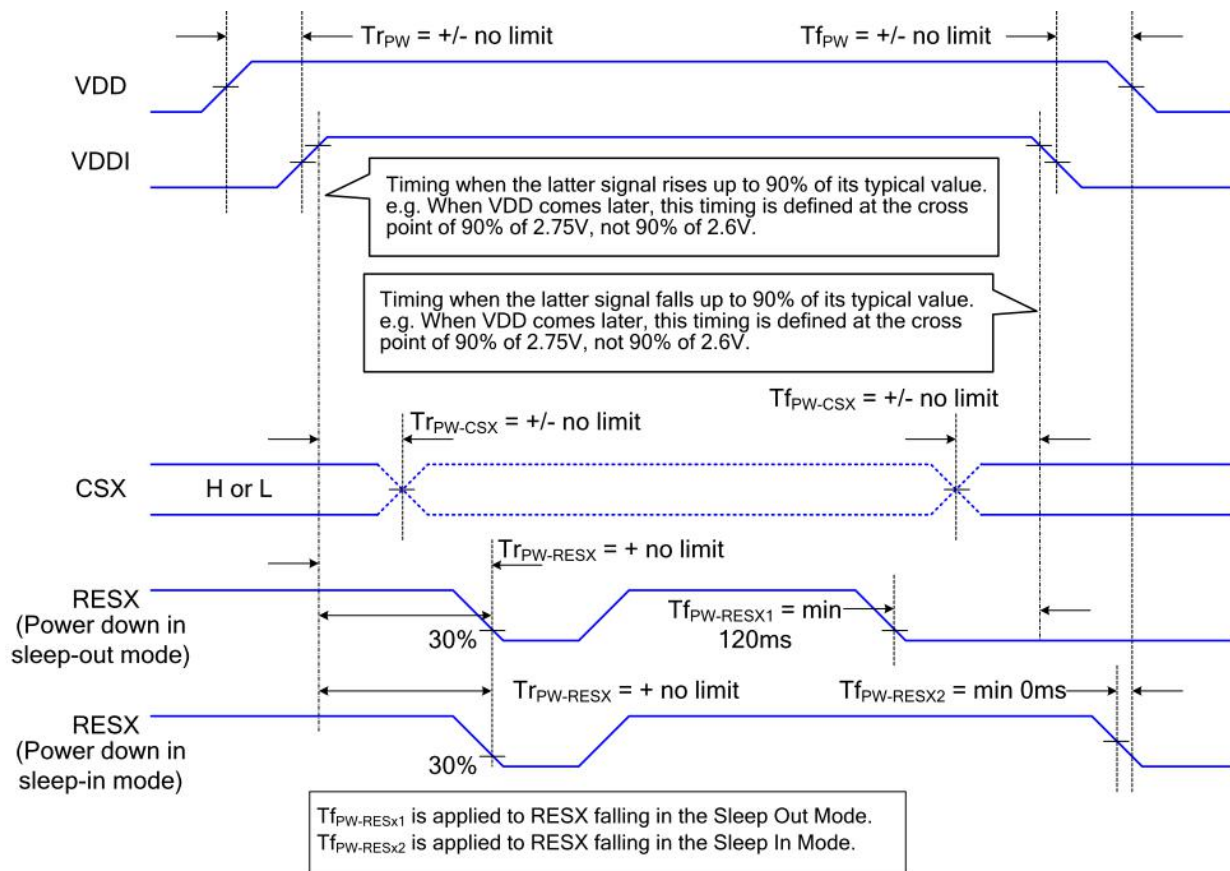 Tr_PW = +/- no limit
Tf_PW = +/- no limit
VDD
VDDI
Timing when the latter signal rises up to 90% of its typical value.
e.g. When VDD comes later, this timing is defined at the cross
point of 90% of 2.75V, not 90% of 2.6V.
Timing when the latter signal falls up to 90% of its typical value.
e.g. When VDD comes later, this timing is defined at the cross
point of 90% of 2.75V, not 90% of 2.6V.
Tr_PW-CSX = +/- no limit
Tf_PW-CSX = +/- no limit
CSX
H or L
Tr_PW-RESX = + no limit
RESX
(Power down in
sleep-out mode)
30%
Tf_PW-RESX1 = min
120ms
Tr_PW-RESX = + no limit
Tf_PW-RESX2 = min 0ms
RESX
(Power down in
sleep-in mode)
30%
Tf_PW-RESx1 is applied to RESX falling in the Sleep Out Mode.
Tf_PW-RESx2 is applied to RESX falling in the Sleep In Mode.